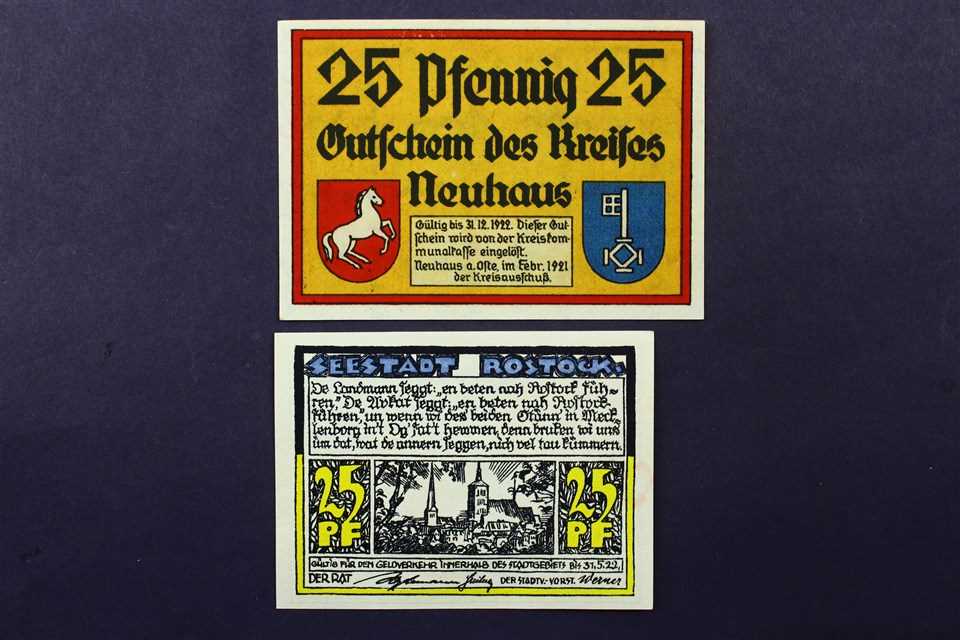 25 Pfennig 25
Gutschein des Kreises
Neuhaus
Gültig bis 31.12.1922. Dieser Gut-
schein wird von der Kreiskom-
munalkasse eingelöst.
Neuhaus a. Oste, im Febr. 1921
der Kreisausschuß.
SEESTADT ROSTOCK.
De Landmann seggt: „en beten nah Rostock füh-
ren,“ De Avkat seggt: „en beten nah Rostock
führen,“ un wenn wi des' beiden Stänn' in Meck-
lenborg in't Og' fat't hewwen, denn bruken wi uns
üm dat, wat de annern seggen, nich vel tau kümmern.
25 PF
25 PF
GÜLTIG FÜR DEN GELDVERKEHR INNERHALB DES STADTGEBIETS BIS 31.5.22.
DER RAT DER STADTV.-VORST. Werner